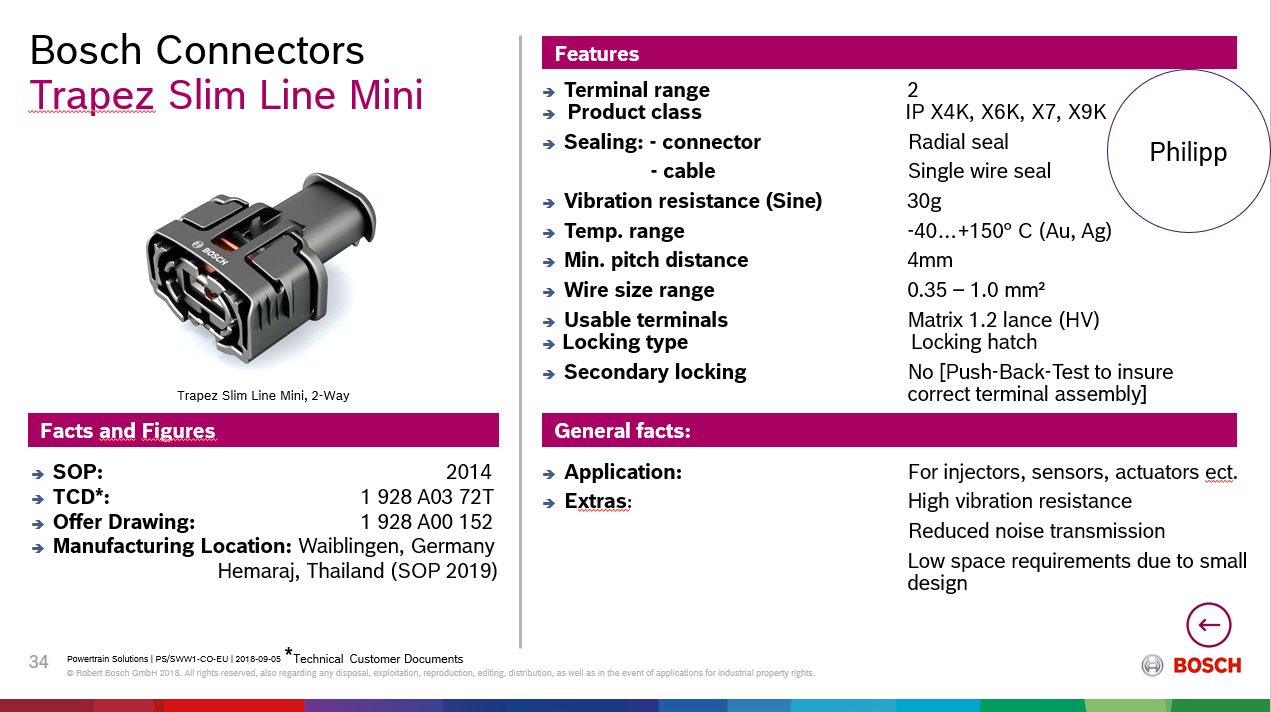 Bosch Connectors
Trapez Slim Line Mini
BOSCH
Trapez Slim Line Mini, 2-Way
Facts and Figures
SOP: 2014
TCD*: 1 928 A03 72T
Offer Drawing: 1 928 A00 152
Manufacturing Location: Waiblingen, Germany
Hemaraj, Thailand (SOP 2019)
Features
Terminal range 2
Product class IP X4K, X6K, X7, X9K
Sealing: - connector Radial seal
- cable Single wire seal
Vibration resistance (Sine) 30g
Temp. range -40…+150° C (Au, Ag)
Min. pitch distance 4mm
Wire size range 0.35 – 1.0 mm²
Usable terminals Matrix 1.2 lance (HV)
Locking type Locking hatch
Secondary locking No [Push-Back-Test to insure
correct terminal assembly]
Philipp
General facts:
Application: For injectors, sensors, actuators ect.
Extras: High vibration resistance
Reduced noise transmission
Low space requirements due to small
design
34 Powertrain Solutions | PS/SWW1-CO-EU | 2018-09-05 *Technical Customer Documents
© Robert Bosch GmbH 2018. All rights reserved, also regarding any disposal, exploitation, reproduction, editing, distribution, as well as in the event of applications for industrial property rights.
BOSCH